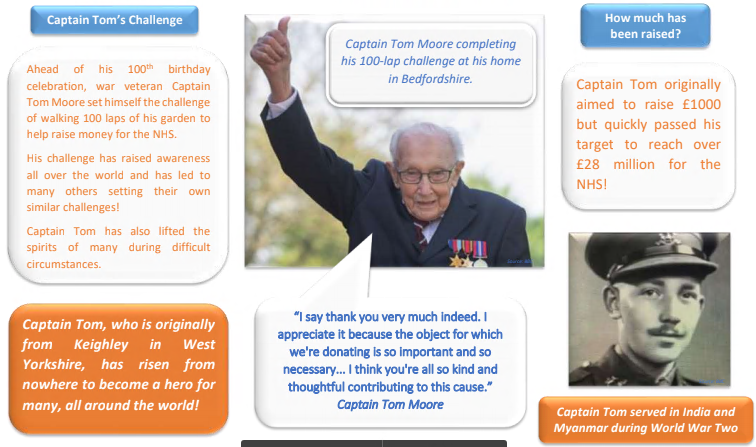 Captain Tom's Challenge
Ahead of his 100th birthday
celebration, war veteran Captain
Tom Moore set himself the challenge
of walking 100 laps of his garden to
help raise money for the NHS.
His challenge has raised awareness
all over the world and has led to
many others setting their own
similar challenges!
Captain Tom has also lifted the
spirits of many during difficult
circumstances.
Captain Tom, who is originally
from Keighley in West
Yorkshire, has risen from
nowhere to become a hero for
many, all around the world!
Captain Tom Moore completing
his 100-lap challenge at his home
in Bedfordshire.
"I say thank you very much indeed. I
appreciate it because the object for which
we're donating is so important and so
necessary... I think you're all so kind and
thoughtful contributing to this cause."
Captain Tom Moore
How much has
been raised?
Captain Tom originally
aimed to raise £1000
but quickly passed his
target to reach over
£28 million for the
NHS!
Captain Tom served in India and
Myanmar during World War Two